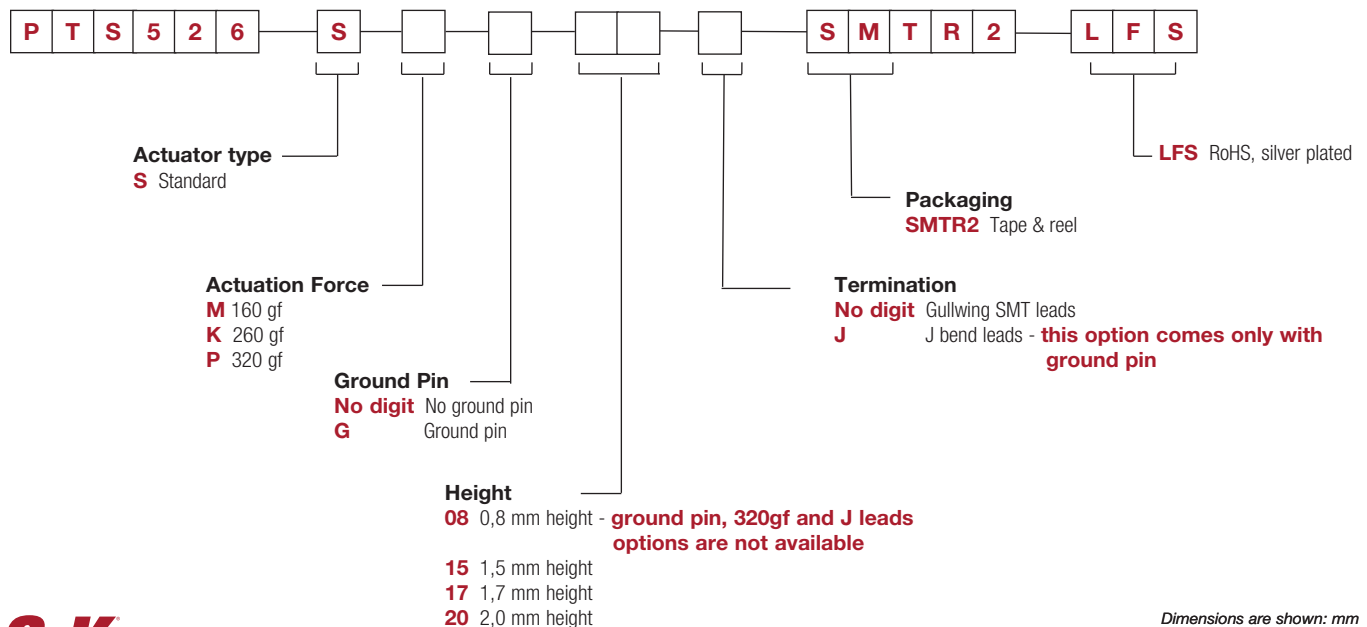 PTS526 S SMTR2 LFS
Actuator type
S Standard
LFS RoHS, silver plated
Packaging
SMTR2 Tape & reel
Actuation Force
M 160 gf
K 260 gf
P 320 gf
Termination
No digit Gullwing SMT leads
J J bend leads - this option comes only with
ground pin
Ground Pin
No digit No ground pin
G Ground pin
Height
08 0,8 mm height - ground pin, 320gf and J leads
options are not available
15 1,5 mm height
17 1,7 mm height
20 2,0 mm height
Dimensions are shown: mm